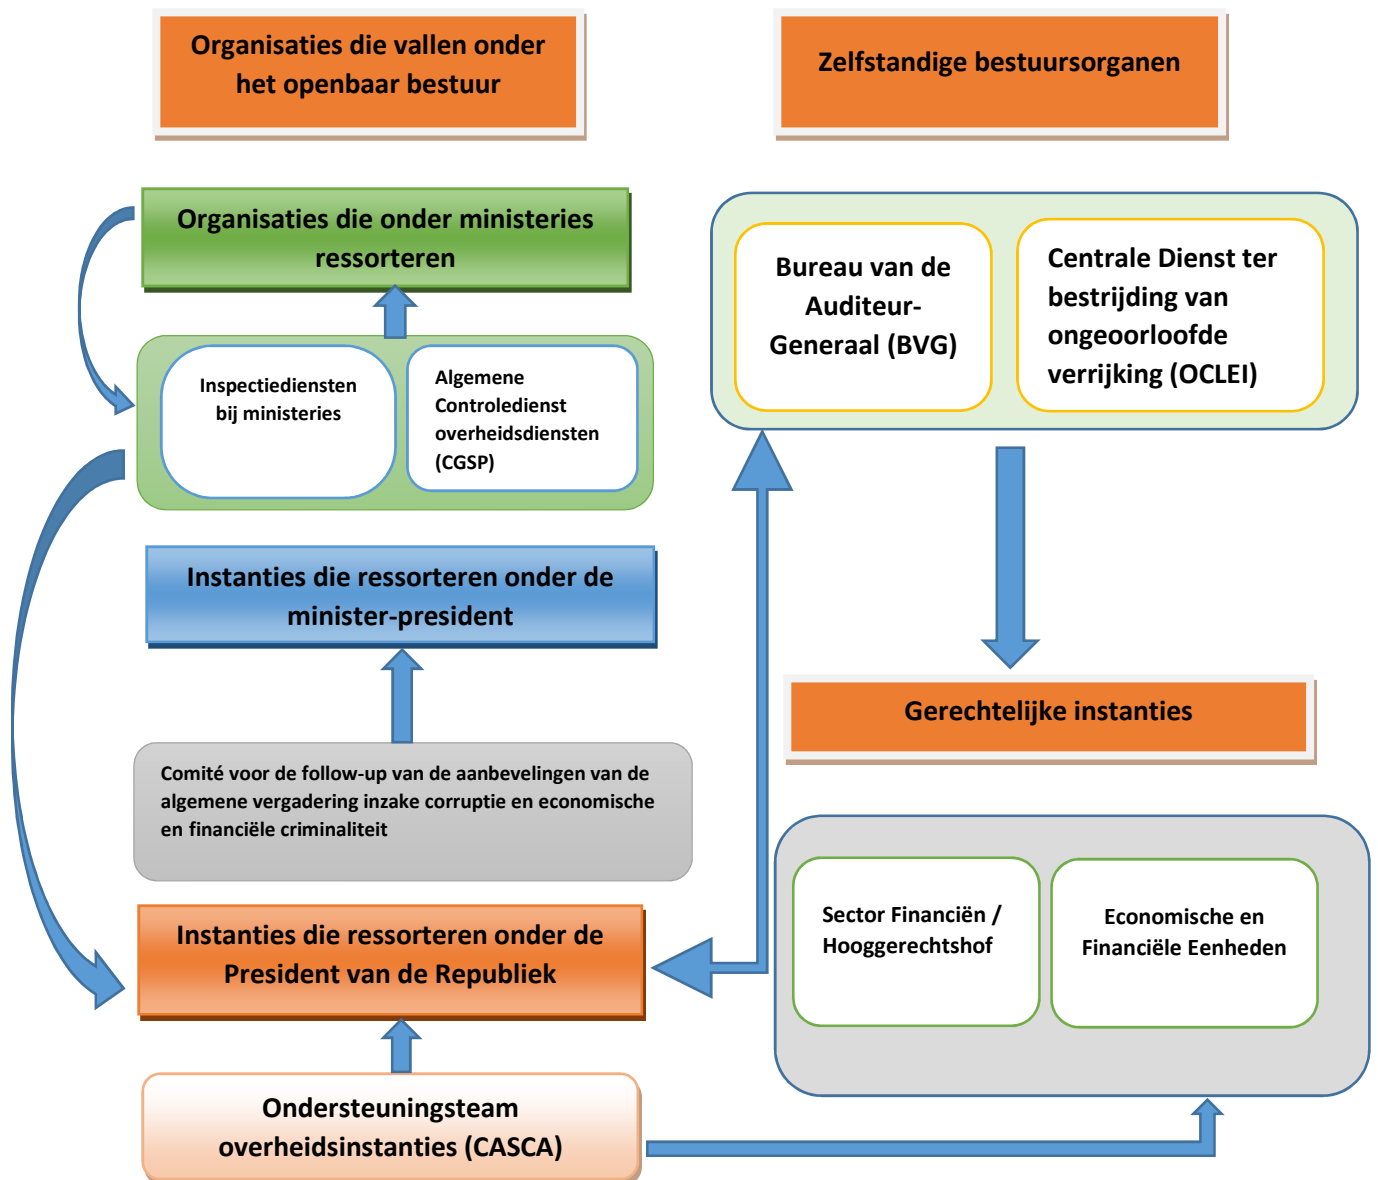 Organisaties die vallen onder
het openbaar bestuur
Zelfstandige bestuursorganen
Organisaties die onder ministeries
ressorteren
Bureau van de
Auditeur-
Generaal (BVG)
Centrale Dienst ter
bestrijding van
ongeoorloofde
verrijking (OCLEI)
Inspectiediensten
bij ministeries
Algemene
Controledienst
overheidsdiensten
(CGSP)
Instanties die ressorteren onder de
minister-president
Gerechtelijke instanties
Comité voor de follow-up van de aanbevelingen van de
algemene vergadering inzake corruptie en economische
en financiële criminaliteit
Sector Financiën /
Hooggerechtshof
Economische en
Financiële Eenheden
Instanties die ressorteren onder de
President van de Republiek
Ondersteuningsteam
overheidsinstanties (CASCA)